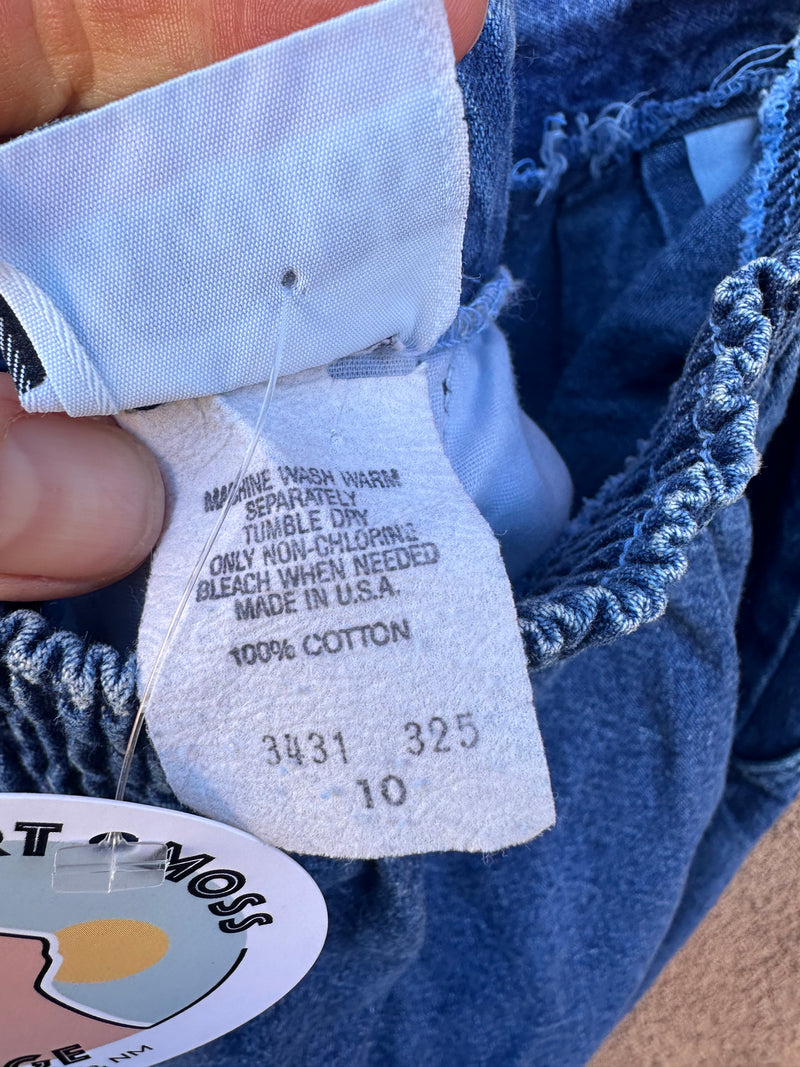 MACHINE WASH WARM
SEPARATELY
TUMBLE DRY
ONLY NON-CHLORINE
BLEACH WHEN NEEDED
MADE IN U.S.A.
100% COTTON
3431 325
10
& MOSS
NM